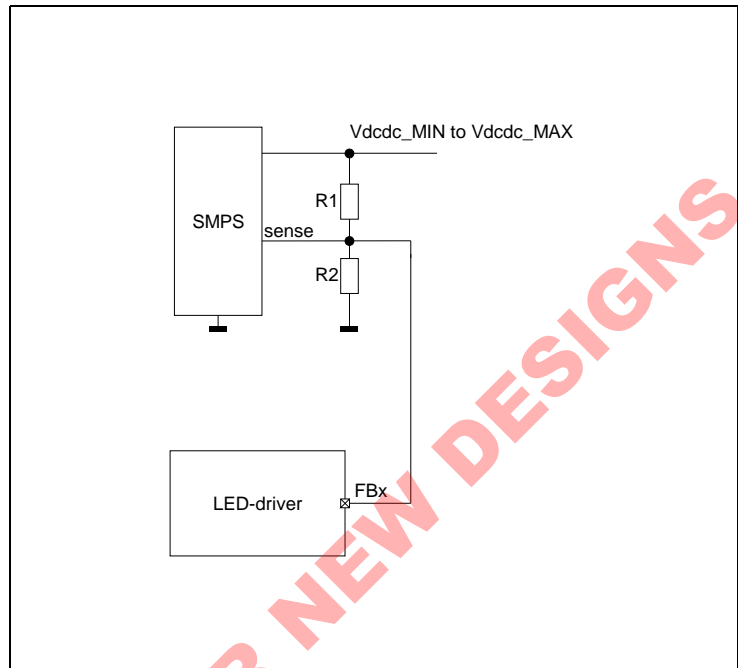 Vdcdc_MIN to Vdcdc_MAX
R1
SMPS
sense
R2
FBx
LED-driver
R NEW DESIGNS